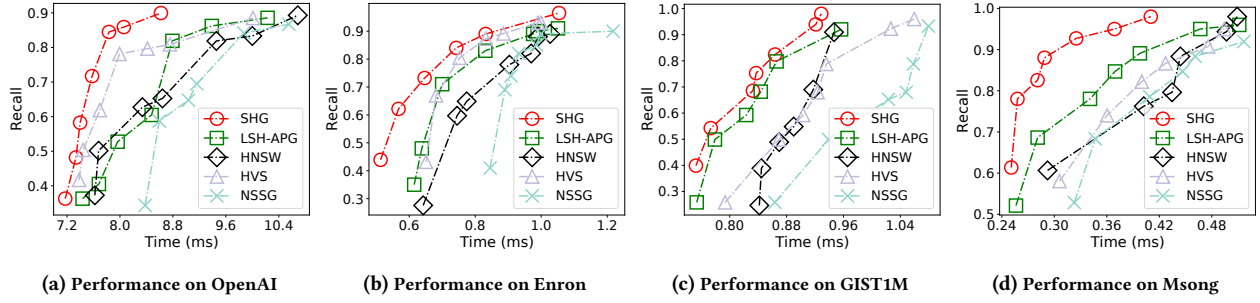 Recall
0.9
0.8
0.7
0.6
0.5
0.4
7.2
8.0
8.8
9.6
10.4
Time (ms)
SHG
LSH-APG
HNSW
HVS
NSSG
(a) Performance on OpenAI
Recall
0.9
0.8
0.7
0.6
0.5
0.4
0.3
0.6
0.8
1.0
1.2
Time (ms)
SHG
LSH-APG
HNSW
HVS
NSSG
(b) Performance on Enron
Recall
1.0
0.9
0.8
0.7
0.6
0.5
0.4
0.3
0.80
0.88
0.96
1.04
Time (ms)
SHG
LSH-APG
HNSW
HVS
NSSG
(c) Performance on GIST1M
Recall
1.0
0.9
0.8
0.7
0.6
0.5
0.24
0.30
0.36
0.42
0.48
Time (ms)
SHG
LSH-APG
HNSW
HVS
NSSG
(d) Performance on Msong